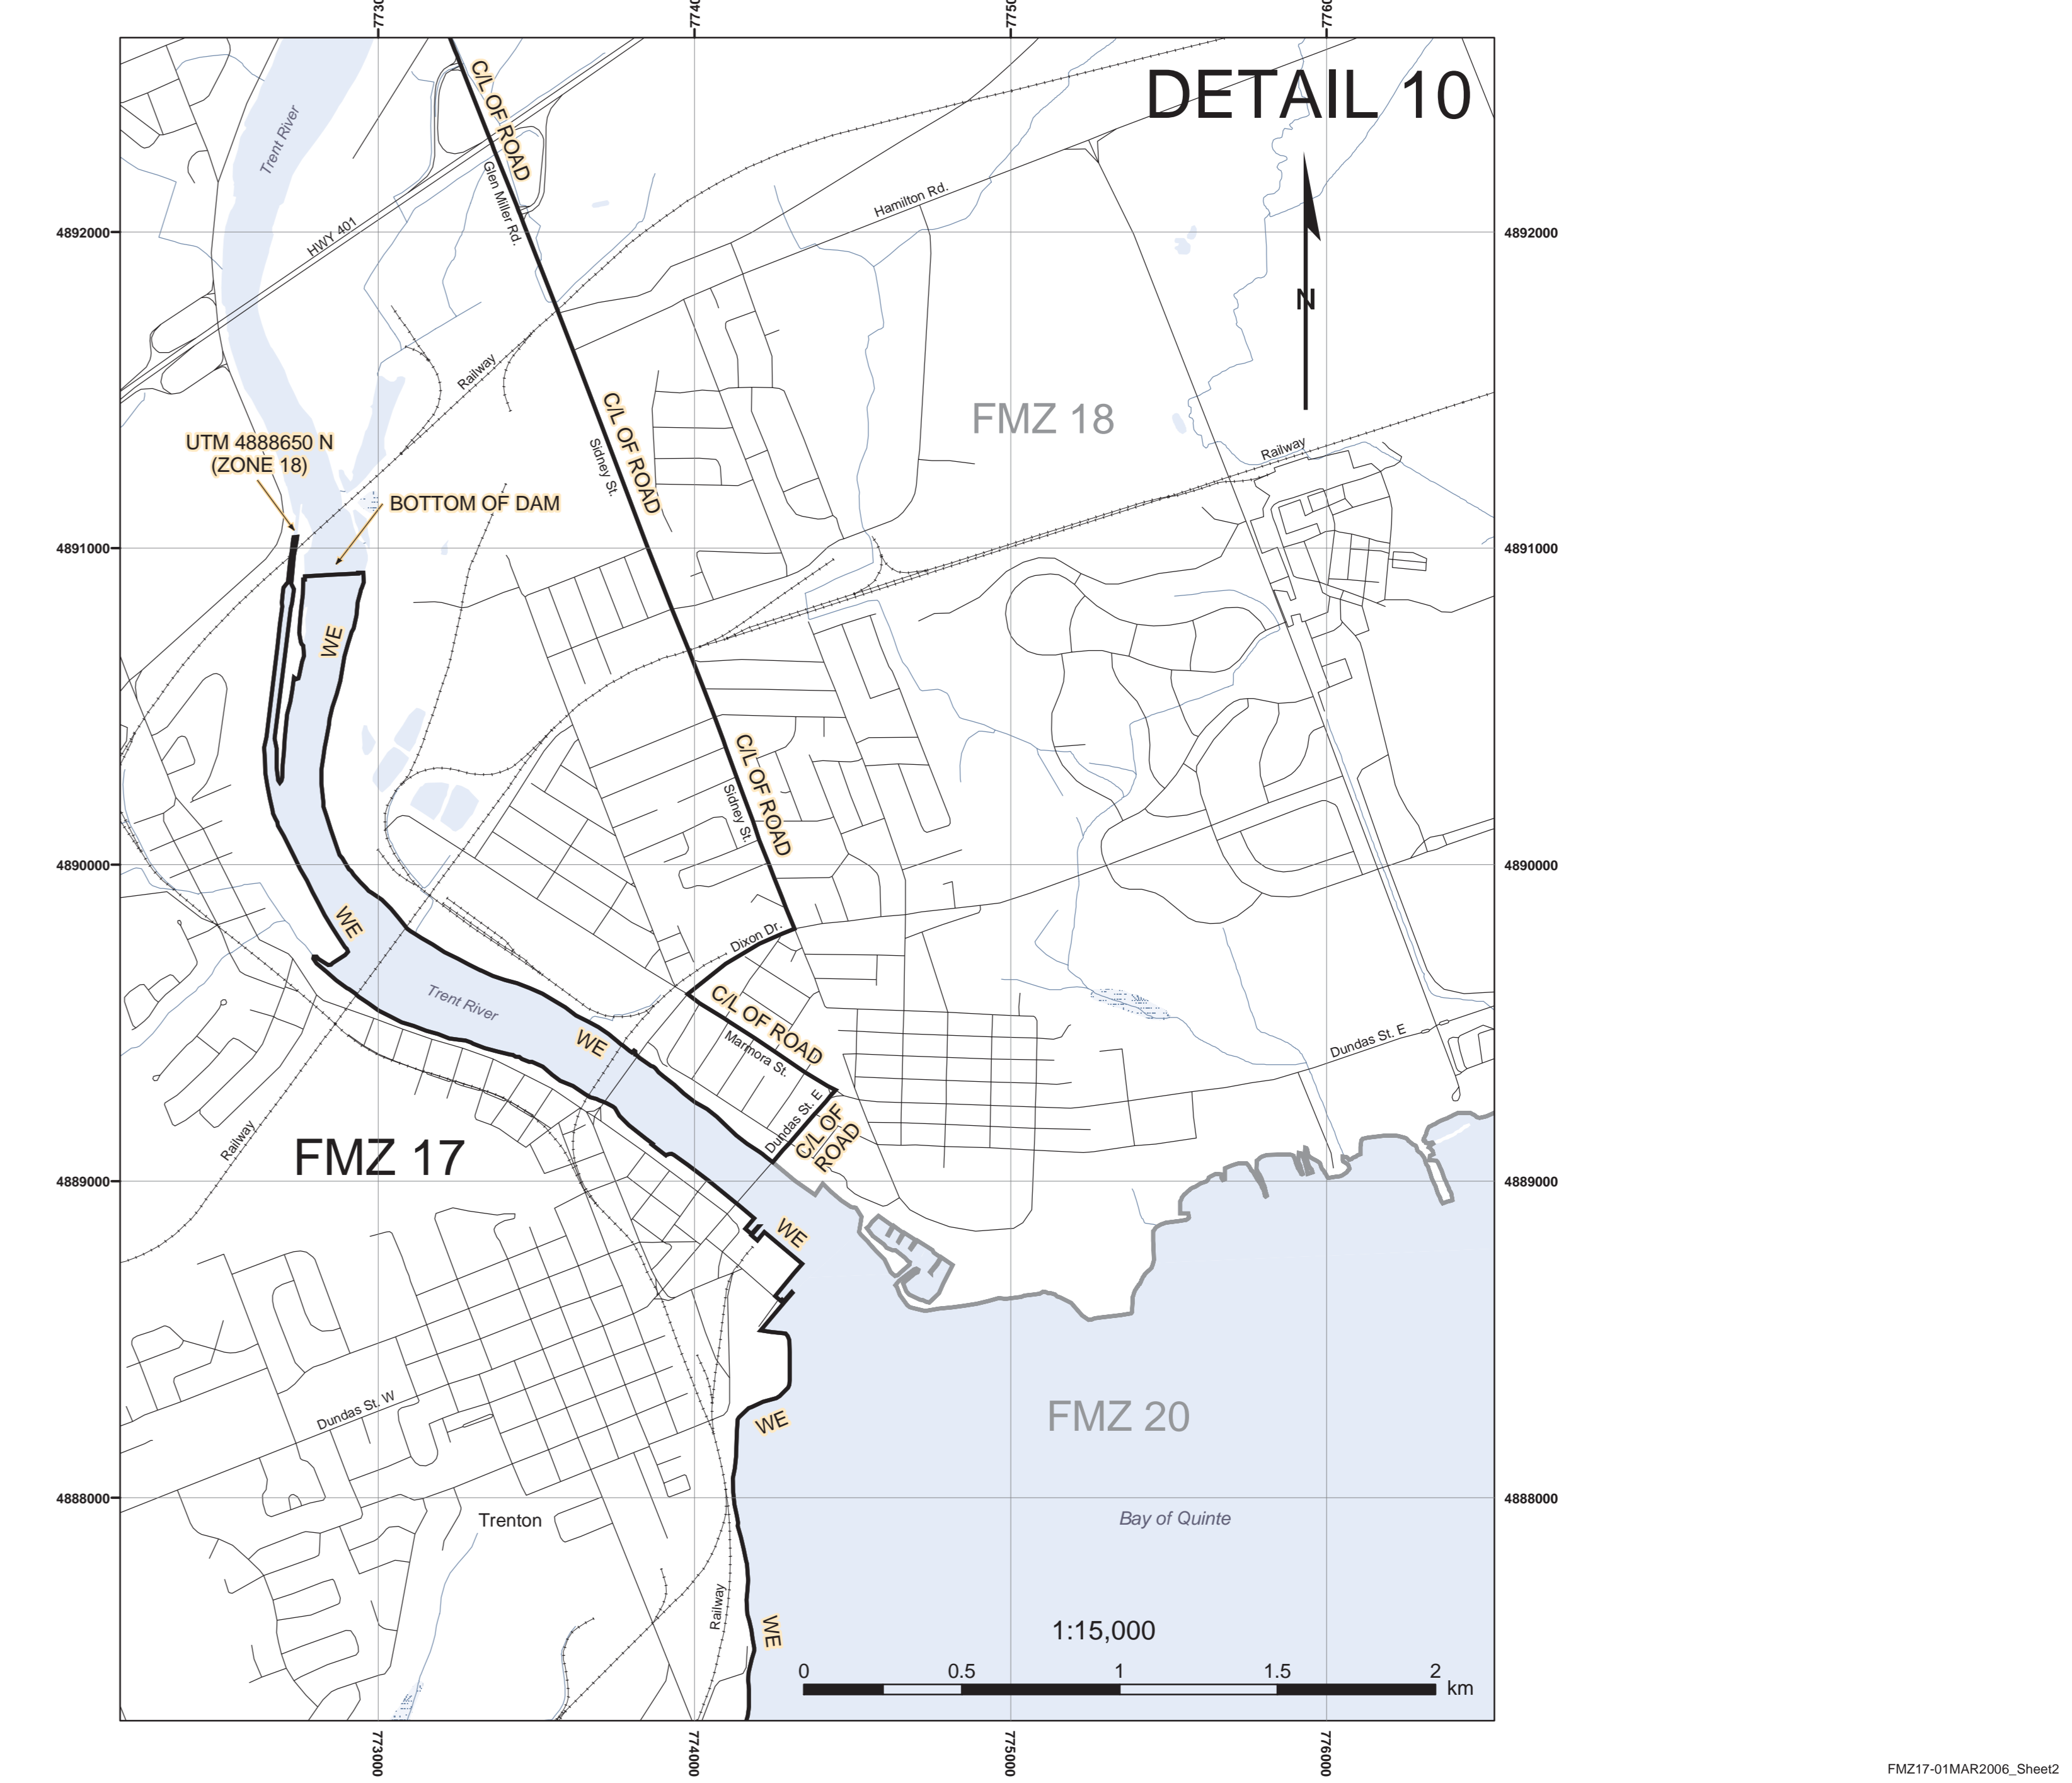 7730
7740
7750
7760
DETAIL 10
C/L OF ROAD
Trent River
Glen Miller Rd.
Hamilton Rd.
HWY 401
4892000
4892000
N
Railway
C/L OF ROAD
FMZ 18
UTM 4888650 N
(ZONE 18)
Sidney St.
Railway
BOTTOM OF DAM
4891000
4891000
WE
C/L OF ROAD
Sidney St.
4890000
4890000
WE
Dixon Dr.
Trent River
C/L OF ROAD
WE
Marmora St.
Dundas St. E
Dundas St. E
C/L OF
ROAD
Railway
FMZ 17
4889000
4889000
WE
Dundas St. W
WE
FMZ 20
4888000
4888000
Trenton
Bay of Quinte
Railway
WE
1:15,000
0 0.5 1 1.5 2
km
773000
774000
775000
776000
FMZ17-01MAR2006_Sheet2